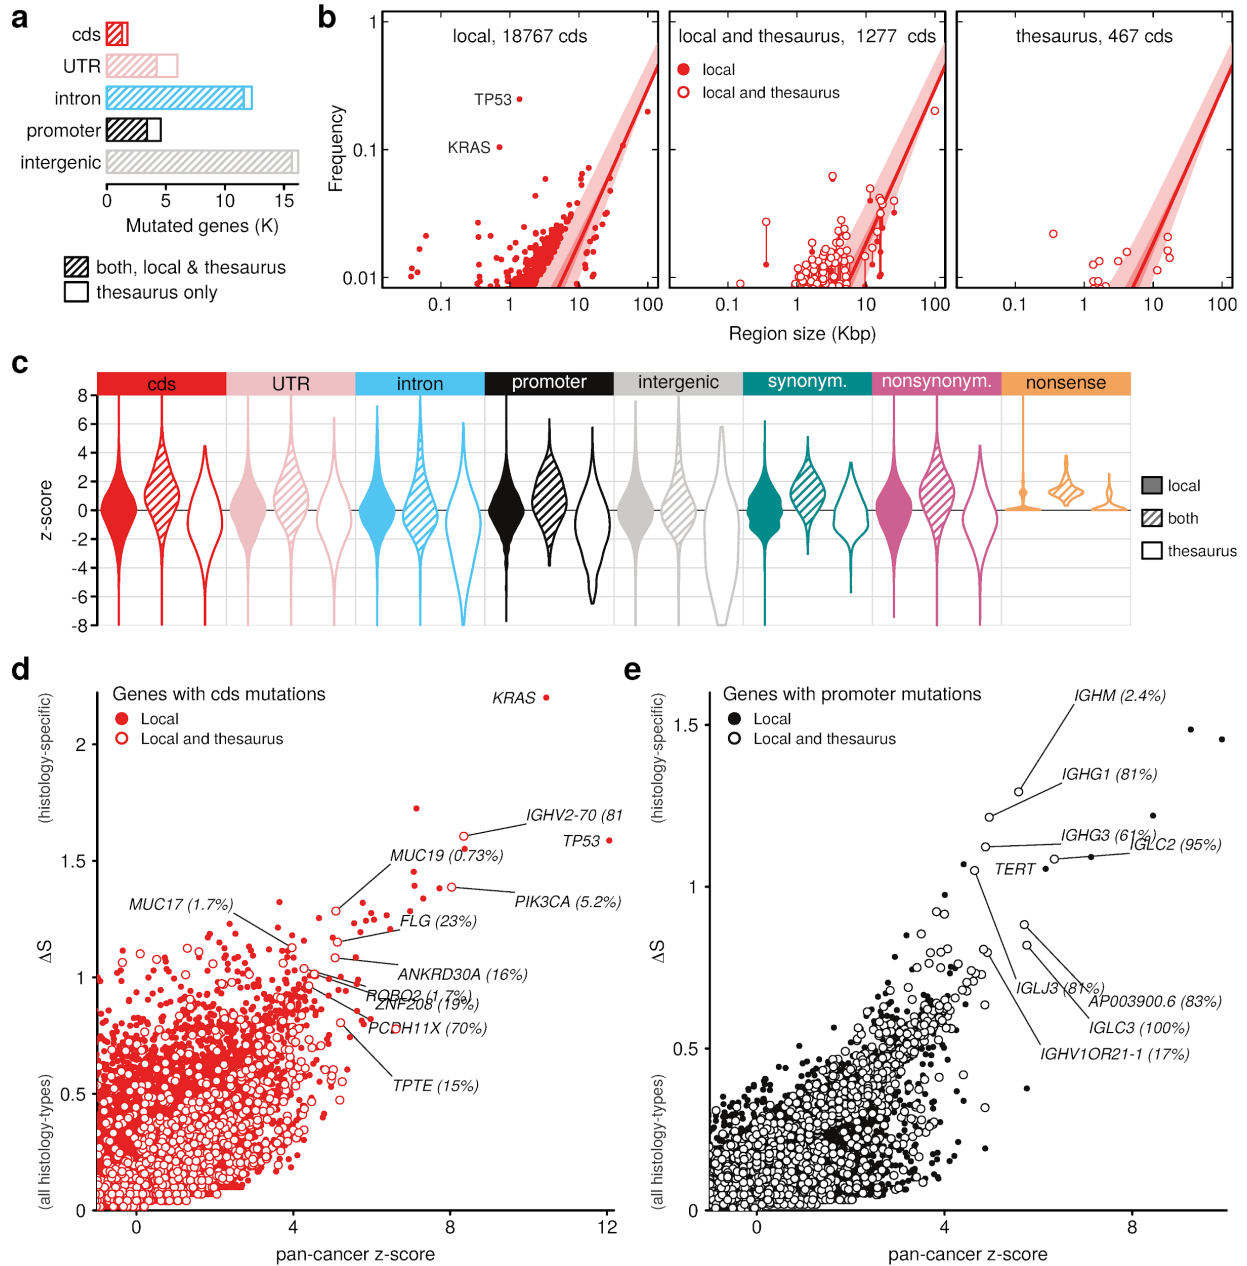 a
cds
UTR
intron
promoter
intergenic
0 5 10 15
Mutated genes (K)
both, local & thesaurus
thesaurus only
b
Frequency
1
0.1
0.01
local, 18767 cds
TP53
KRAS
0.1 1 10 100
local and thesaurus, 1277 cds
local
local and thesaurus
0.1 1 10 100
Region size (Kbp)
thesaurus, 467 cds
0.1 1 10 100
c
cds UTR intron promoter intergenic synonym. nonsynonym. nonsense
z-score
8
6
4
2
0
-2
-4
-6
-8
local
both
thesaurus
d
Genes with cds mutations
Local
Local and thesaurus
(histology-specific)
ΔS
(all histology-types)
2
1.5
1
0.5
0
KRAS
IGHV2-70 (81
TP53
MUC19 (0.73%)
PIK3CA (5.2%)
MUC17 (1.7%)
FLG (23%)
ANKRD30A (16%)
ROBO2 (1.7%)
ZNF208 (19%)
PCDH11X (70%)
TPTE (15%)
0 4 8 12
pan-cancer z-score
e
Genes with promoter mutations
Local
Local and thesaurus
(histology-specific)
ΔS
(all histology-types)
1.5
1
0.5
0
IGHM (2.4%)
IGHG1 (81%)
IGHG3 (61%)
IGLC2 (95%)
TERT
IGLJ3 (81%)
AP003900.6 (83%)
IGLC3 (100%)
IGHV1OR21-1 (17%)
0 4 8
pan-cancer z-score